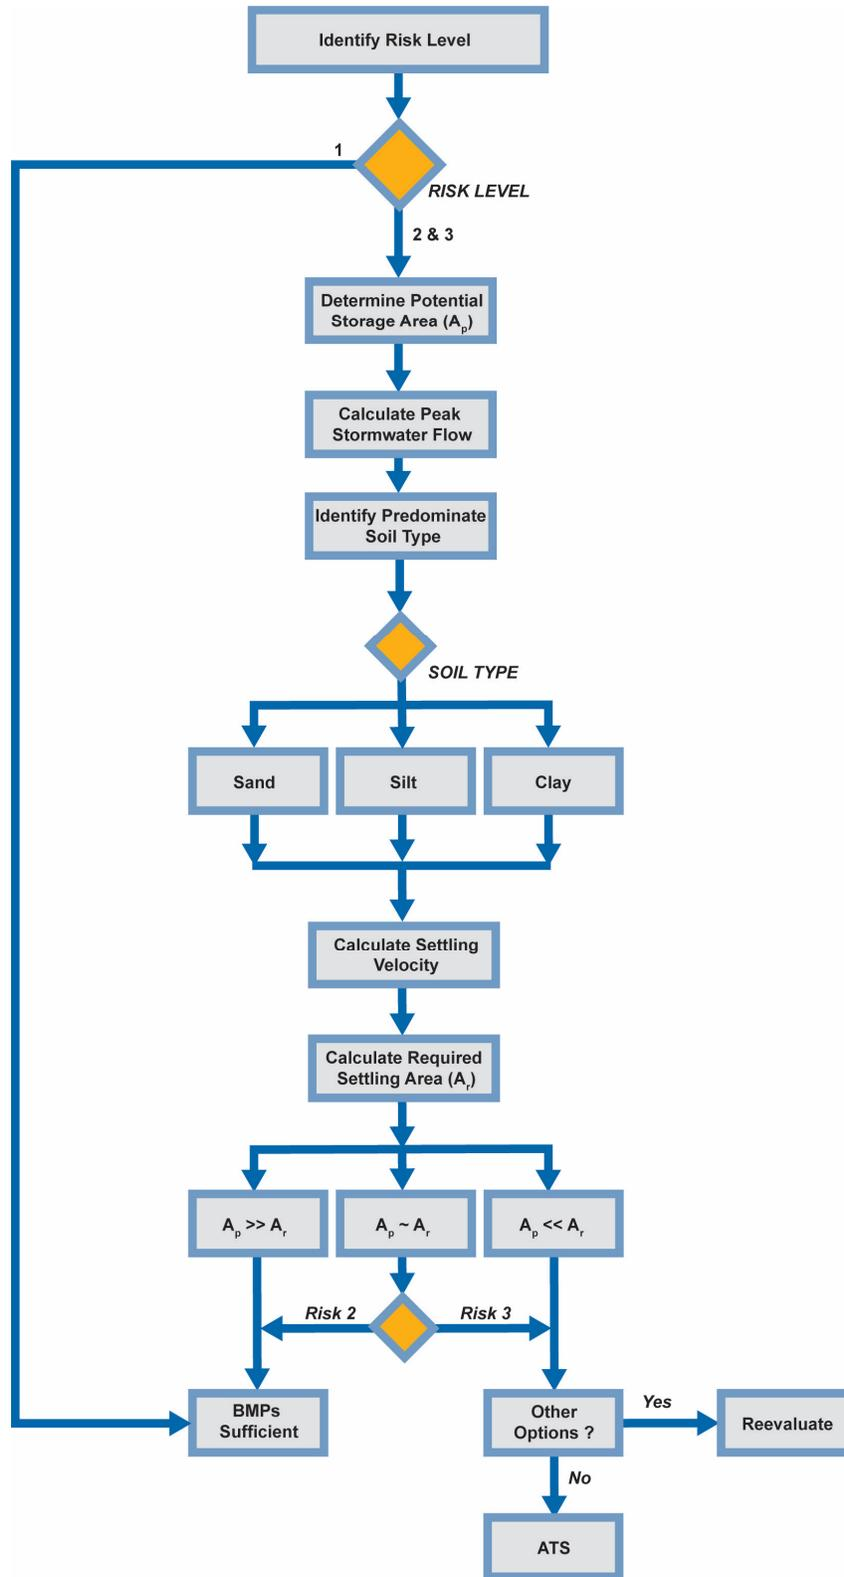 Identify Risk Level
1
RISK LEVEL
2 & 3
Determine Potential
Storage Area (Ap)
Calculate Peak
Stormwater Flow
Identify Predominate
Soil Type
SOIL TYPE
Sand
Silt
Clay
Calculate Settling
Velocity
Calculate Required
Settling Area (Ar)
Ap >> Ar
Ap ~ Ar
Ap << Ar
Risk 2
Risk 3
BMPs
Sufficient
Other
Options ?
Yes
Reevaluate
No
ATS